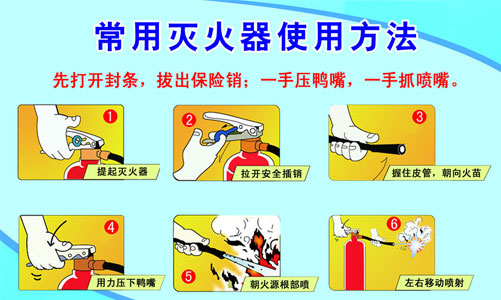 常用灭火器使用方法
先打开封条，拔出保险销；一手压鸭嘴，一手抓喷嘴。
1
提起灭火器
2
拉开安全插销
3
握住皮管，朝向火苗
4
用力压下鸭嘴
5
朝火源根部喷
6
左右移动喷射